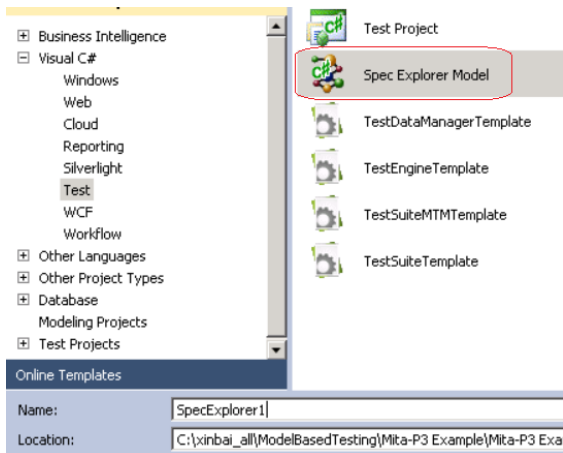 Business Intelligence
Visual C#
Windows
Web
Cloud
Reporting
Silverlight
Test
WCF
Workflow
Other Languages
Other Project Types
Database
Modeling Projects
Test Projects
Online Templates
C#
Test Project
C#
Spec Explorer Model
TestDataManagerTemplate
TestEngineTemplate
TestSuiteMTMTemplate
TestSuiteTemplate
Name: SpecExplorer1
Location: C:\xinbai_all\ModelBasedTesting\Mita-P3 Example\Mita-P3 Exa